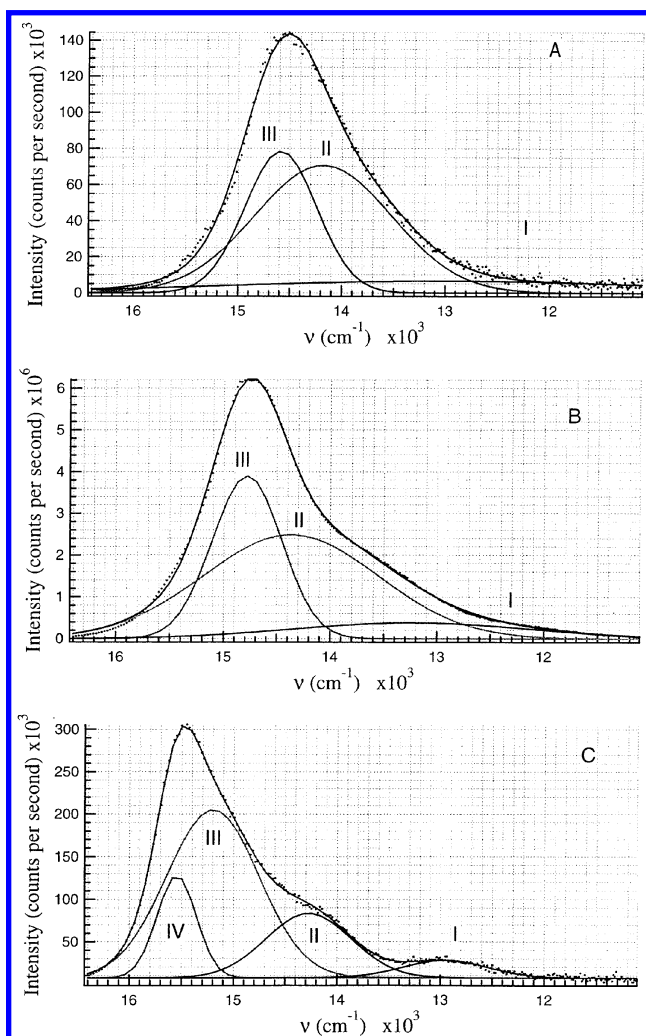 140
120
100
80
60
40
20
0
Intensity (counts per second) x10³
A
III
II
I
16 15 14 13 12
ν (cm⁻¹) x10³
6
4
2
0
Intensity (counts per second) x10⁶
B
III
II
I
16 15 14 13 12
ν (cm⁻¹) x10³
300
250
200
150
100
50
Intensity (counts per second) x10³
C
III
IV
II
I
16 15 14 13 12
ν (cm⁻¹) x10³